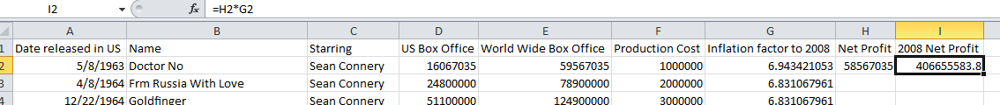 I2 fx =H2*G2
A B C D E F G H I
1 Date released in US Name Starring US Box Office World Wide Box Office Production Cost Inflation factor to 2008 Net Profit 2008 Net Profit
2 5/8/1963 Doctor No Sean Connery 16067035 59567035 1000000 6.943421053 58567035 406655583.8
3 4/8/1964 Frm Russia With Love Sean Connery 24800000 78900000 2000000 6.831067961
4 12/22/1964 Goldfinger Sean Connery 51100000 124900000 3000000 6.831067961